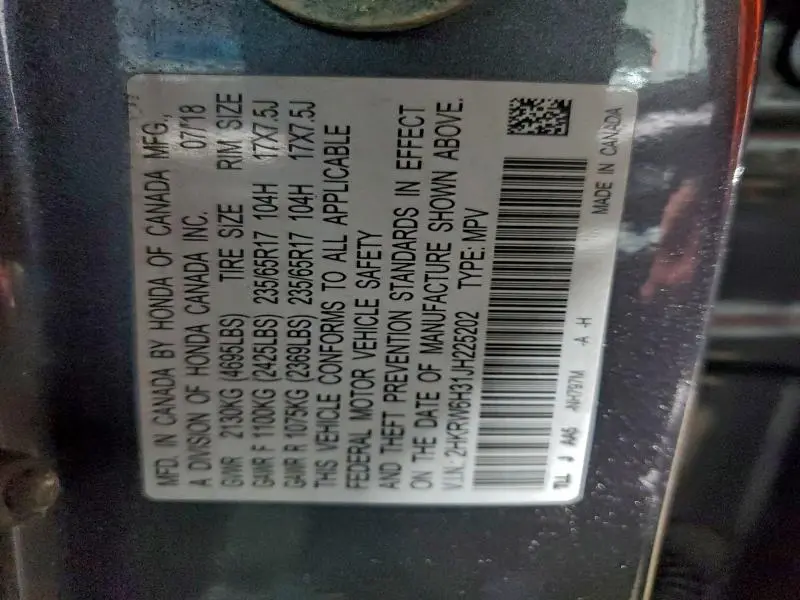 MFD. IN CANADA BY HONDA OF CANADA MFG.,
A DIVISION OF HONDA CANADA INC. 07/18
GVWR 2130KG (4695LBS) TIRE SIZE RIM SIZE
GAWR F 1100KG (2425LBS) 235/65R17 104H 17X7.5J
GAWR R 1075KG (2369LBS) 235/65R17 104H 17X7.5J
THIS VEHICLE CONFORMS TO ALL APPLICABLE
FEDERAL MOTOR VEHICLE SAFETY
AND THEFT PREVENTION STANDARDS IN EFFECT
ON THE DATE OF MANUFACTURE SHOWN ABOVE.
V.I.N.: 2HKRW6H31JH225202 TYPE: MPV
TLL J AA5 -NH797M -A -H
MADE IN CANADA